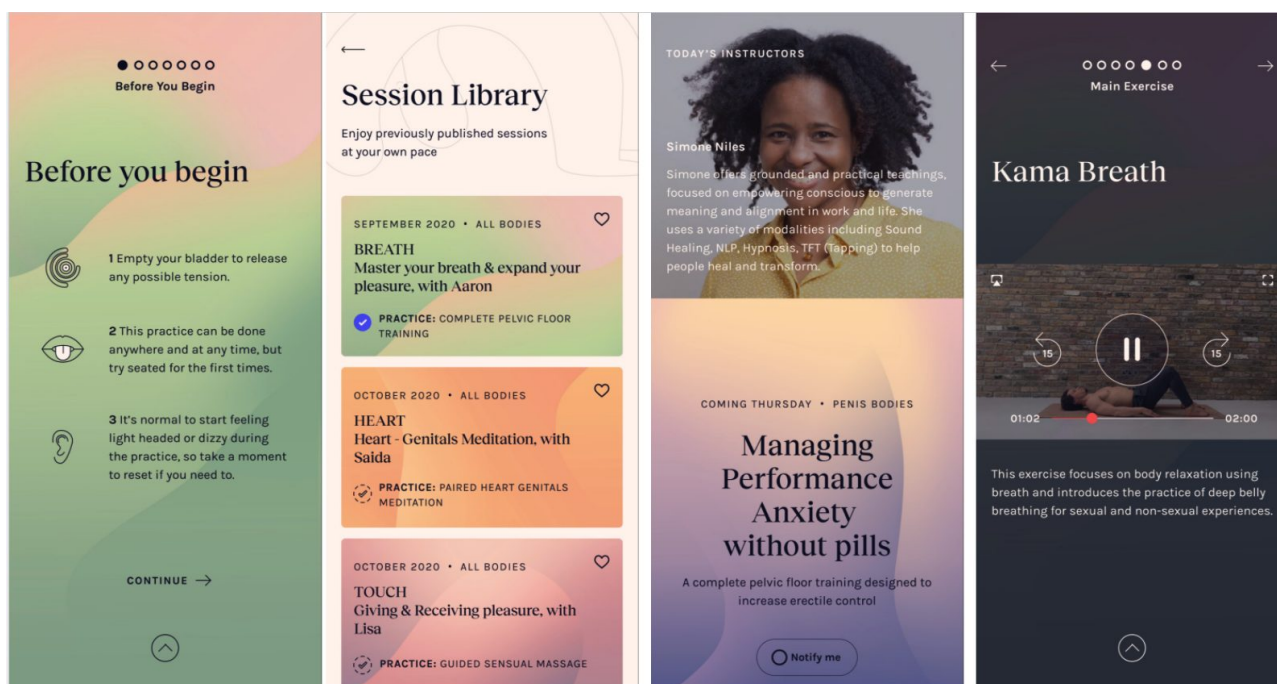 Before You Begin
Before you begin
1 Empty your bladder to release
any possible tension.
2 This practice can be done
anywhere and at any time, but
try seated for the first times.
3 It's normal to start feeling
light headed or dizzy during
the practice, so take a moment
to reset if you need to.
CONTINUE →
Session Library
Enjoy previously published sessions
at your own pace
SEPTEMBER 2020 • ALL BODIES
BREATH
Master your breath & expand your
pleasure, with Aaron
PRACTICE: COMPLETE PELVIC FLOOR
TRAINING
OCTOBER 2020 • ALL BODIES
HEART
Heart - Genitals Meditation, with
Saida
PRACTICE: PAIRED HEART GENITALS
MEDITATION
OCTOBER 2020 • ALL BODIES
TOUCH
Giving & Receiving pleasure, with
Lisa
PRACTICE: GUIDED SENSUAL MASSAGE
TODAY'S INSTRUCTORS
Simone Niles
Simone offers grounded and practical teachings,
focused on empowering conscious to generate
meaning and alignment in work and life. She
uses a variety of modalities including Sound
Healing, NLP, Hypnosis, TFT (Tapping) to help
people heal and transform.
COMING THURSDAY • PENIS BODIES
Managing
Performance
Anxiety
without pills
A complete pelvic floor training designed to
increase erectile control
Notify me
Main Exercise
Kama Breath
15
15
01:02
02:00
This exercise focuses on body relaxation using
breath and introduces the practice of deep belly
breathing for sexual and non-sexual experiences.